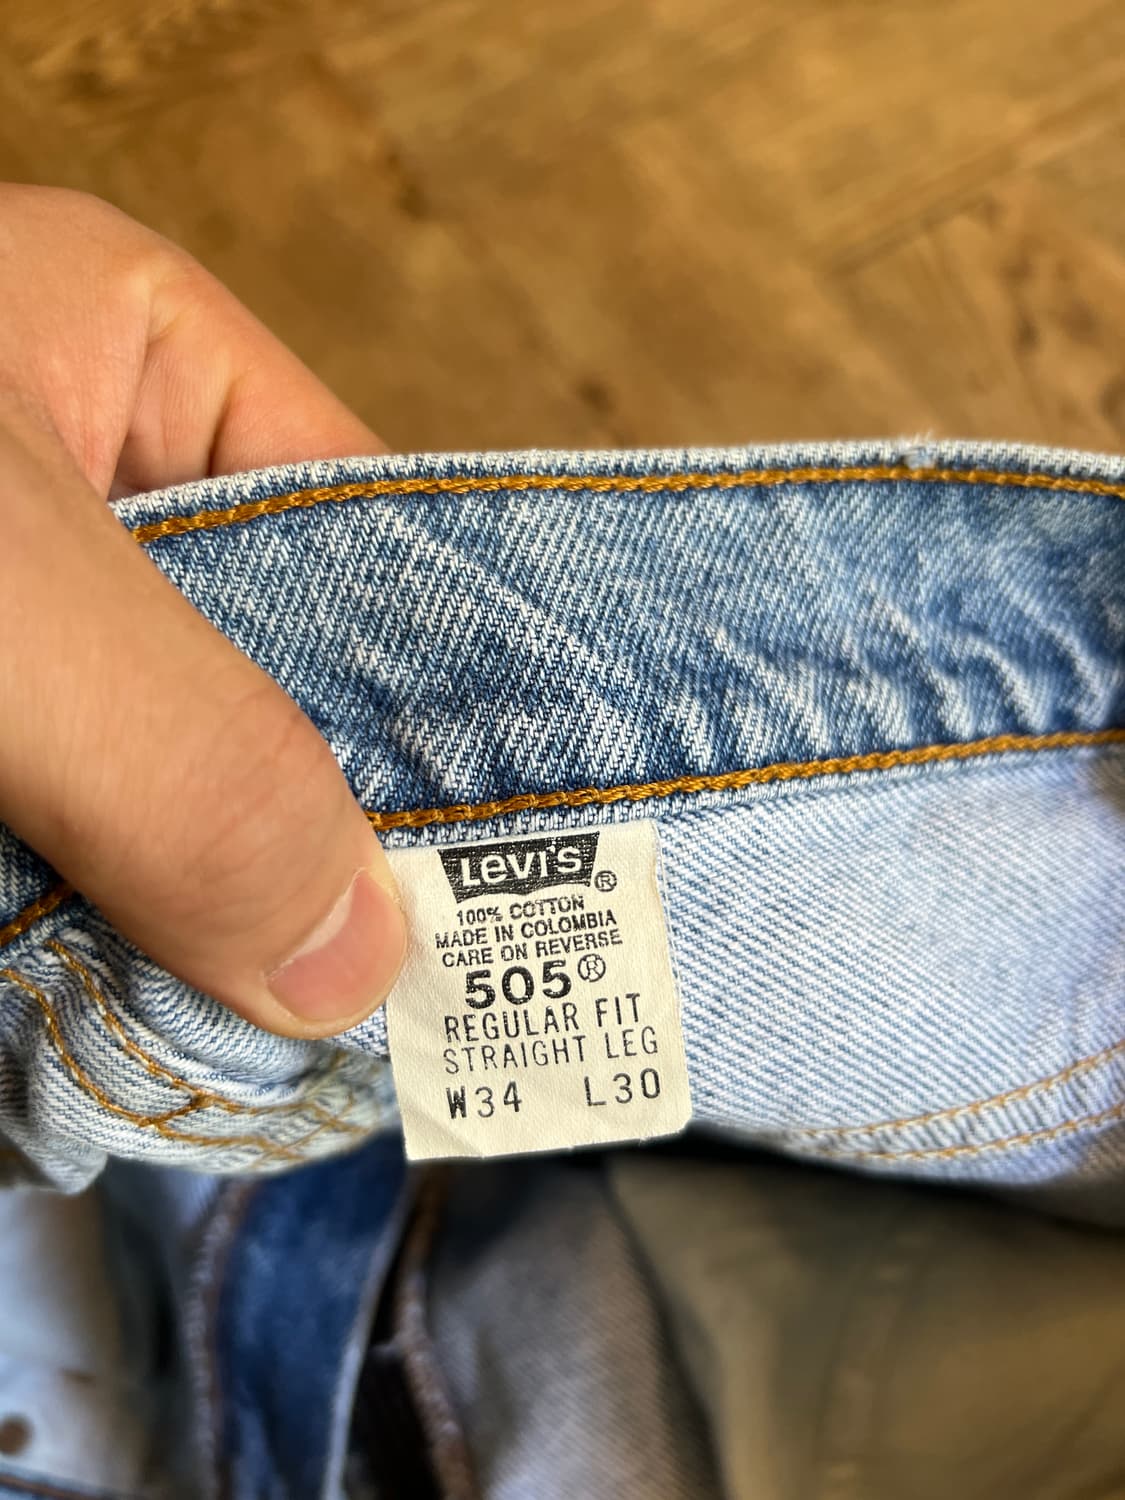 Levi's ®
100% COTTON
MADE IN COLOMBIA
CARE ON REVERSE
505®
REGULAR FIT
STRAIGHT LEG
W34 L30